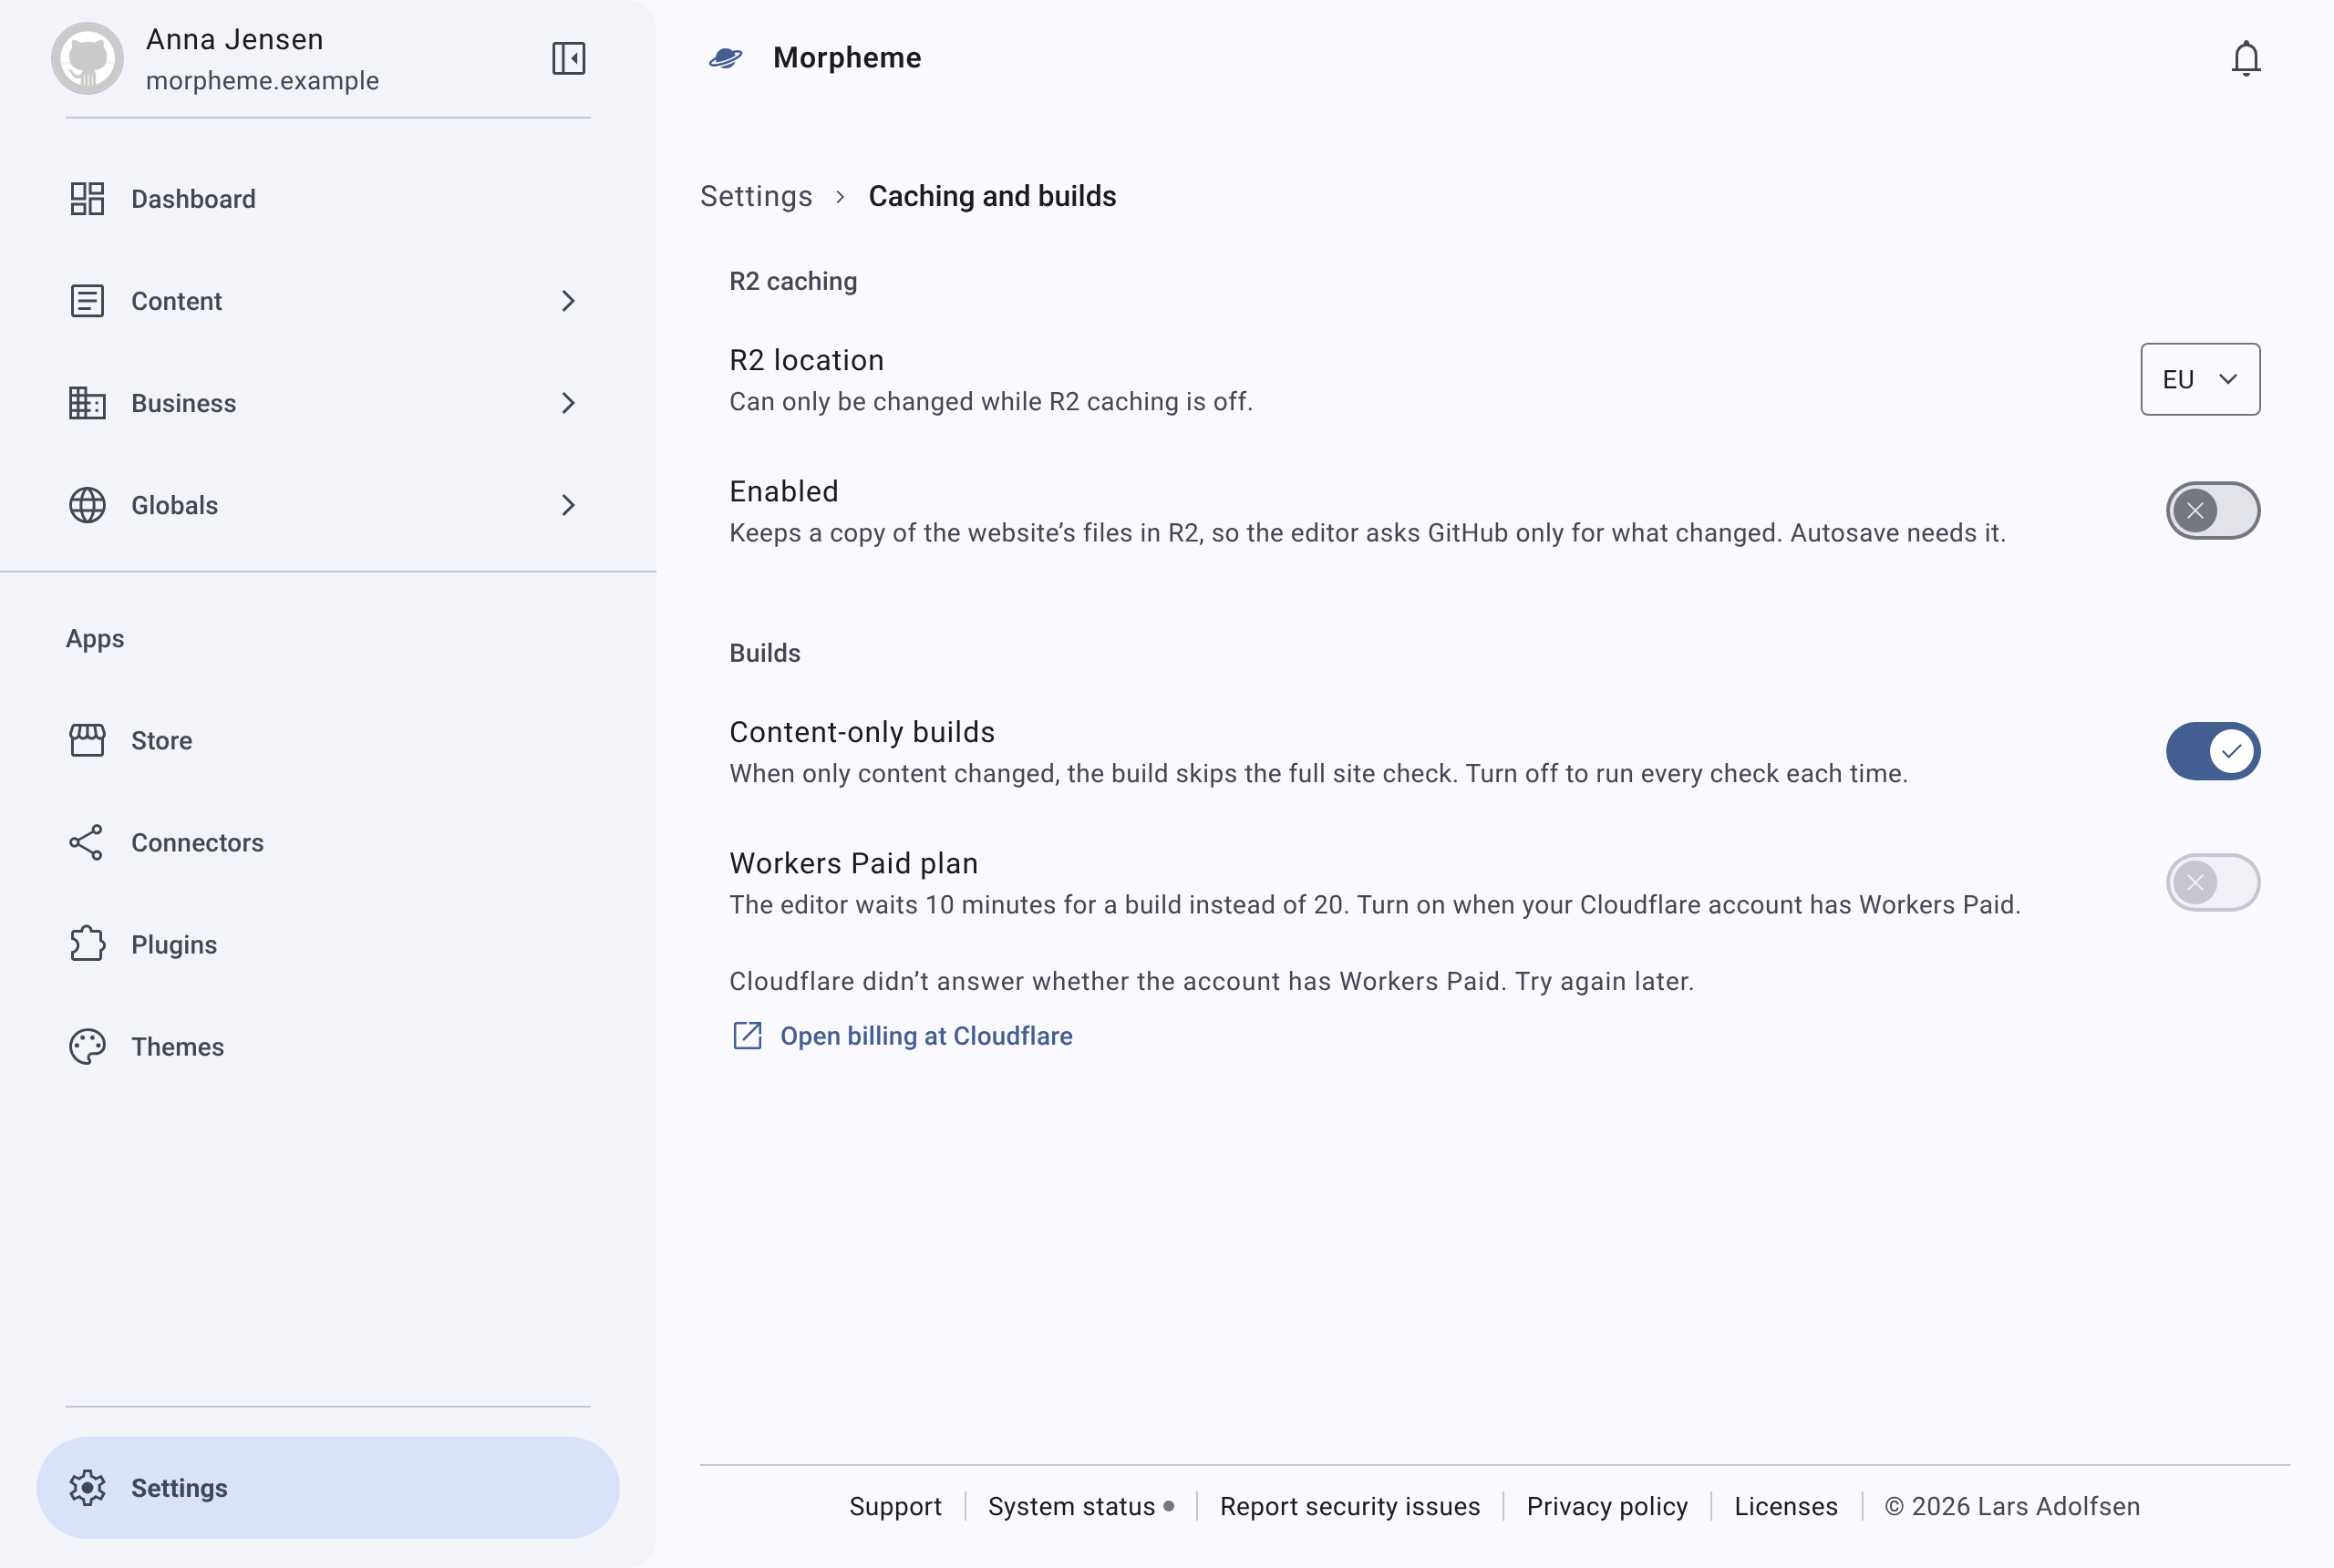 Anna Jensen
morpheme.example
Dashboard
Content
Business
Globals
Apps
Store
Connectors
Plugins
Themes
Settings
Morpheme
Settings › Caching and builds
R2 caching
R2 location
Can only be changed while R2 caching is off.
EU
Enabled
Keeps a copy of the website’s files in R2, so the editor asks GitHub only for what changed. Autosave needs it.
Builds
Content-only builds
When only content changed, the build skips the full site check. Turn off to run every check each time.
Workers Paid plan
The editor waits 10 minutes for a build instead of 20. Turn on when your Cloudflare account has Workers Paid.
Cloudflare didn’t answer whether the account has Workers Paid. Try again later.
Open billing at Cloudflare
Support System status Report security issues Privacy policy Licenses © 2026 Lars Adolfsen